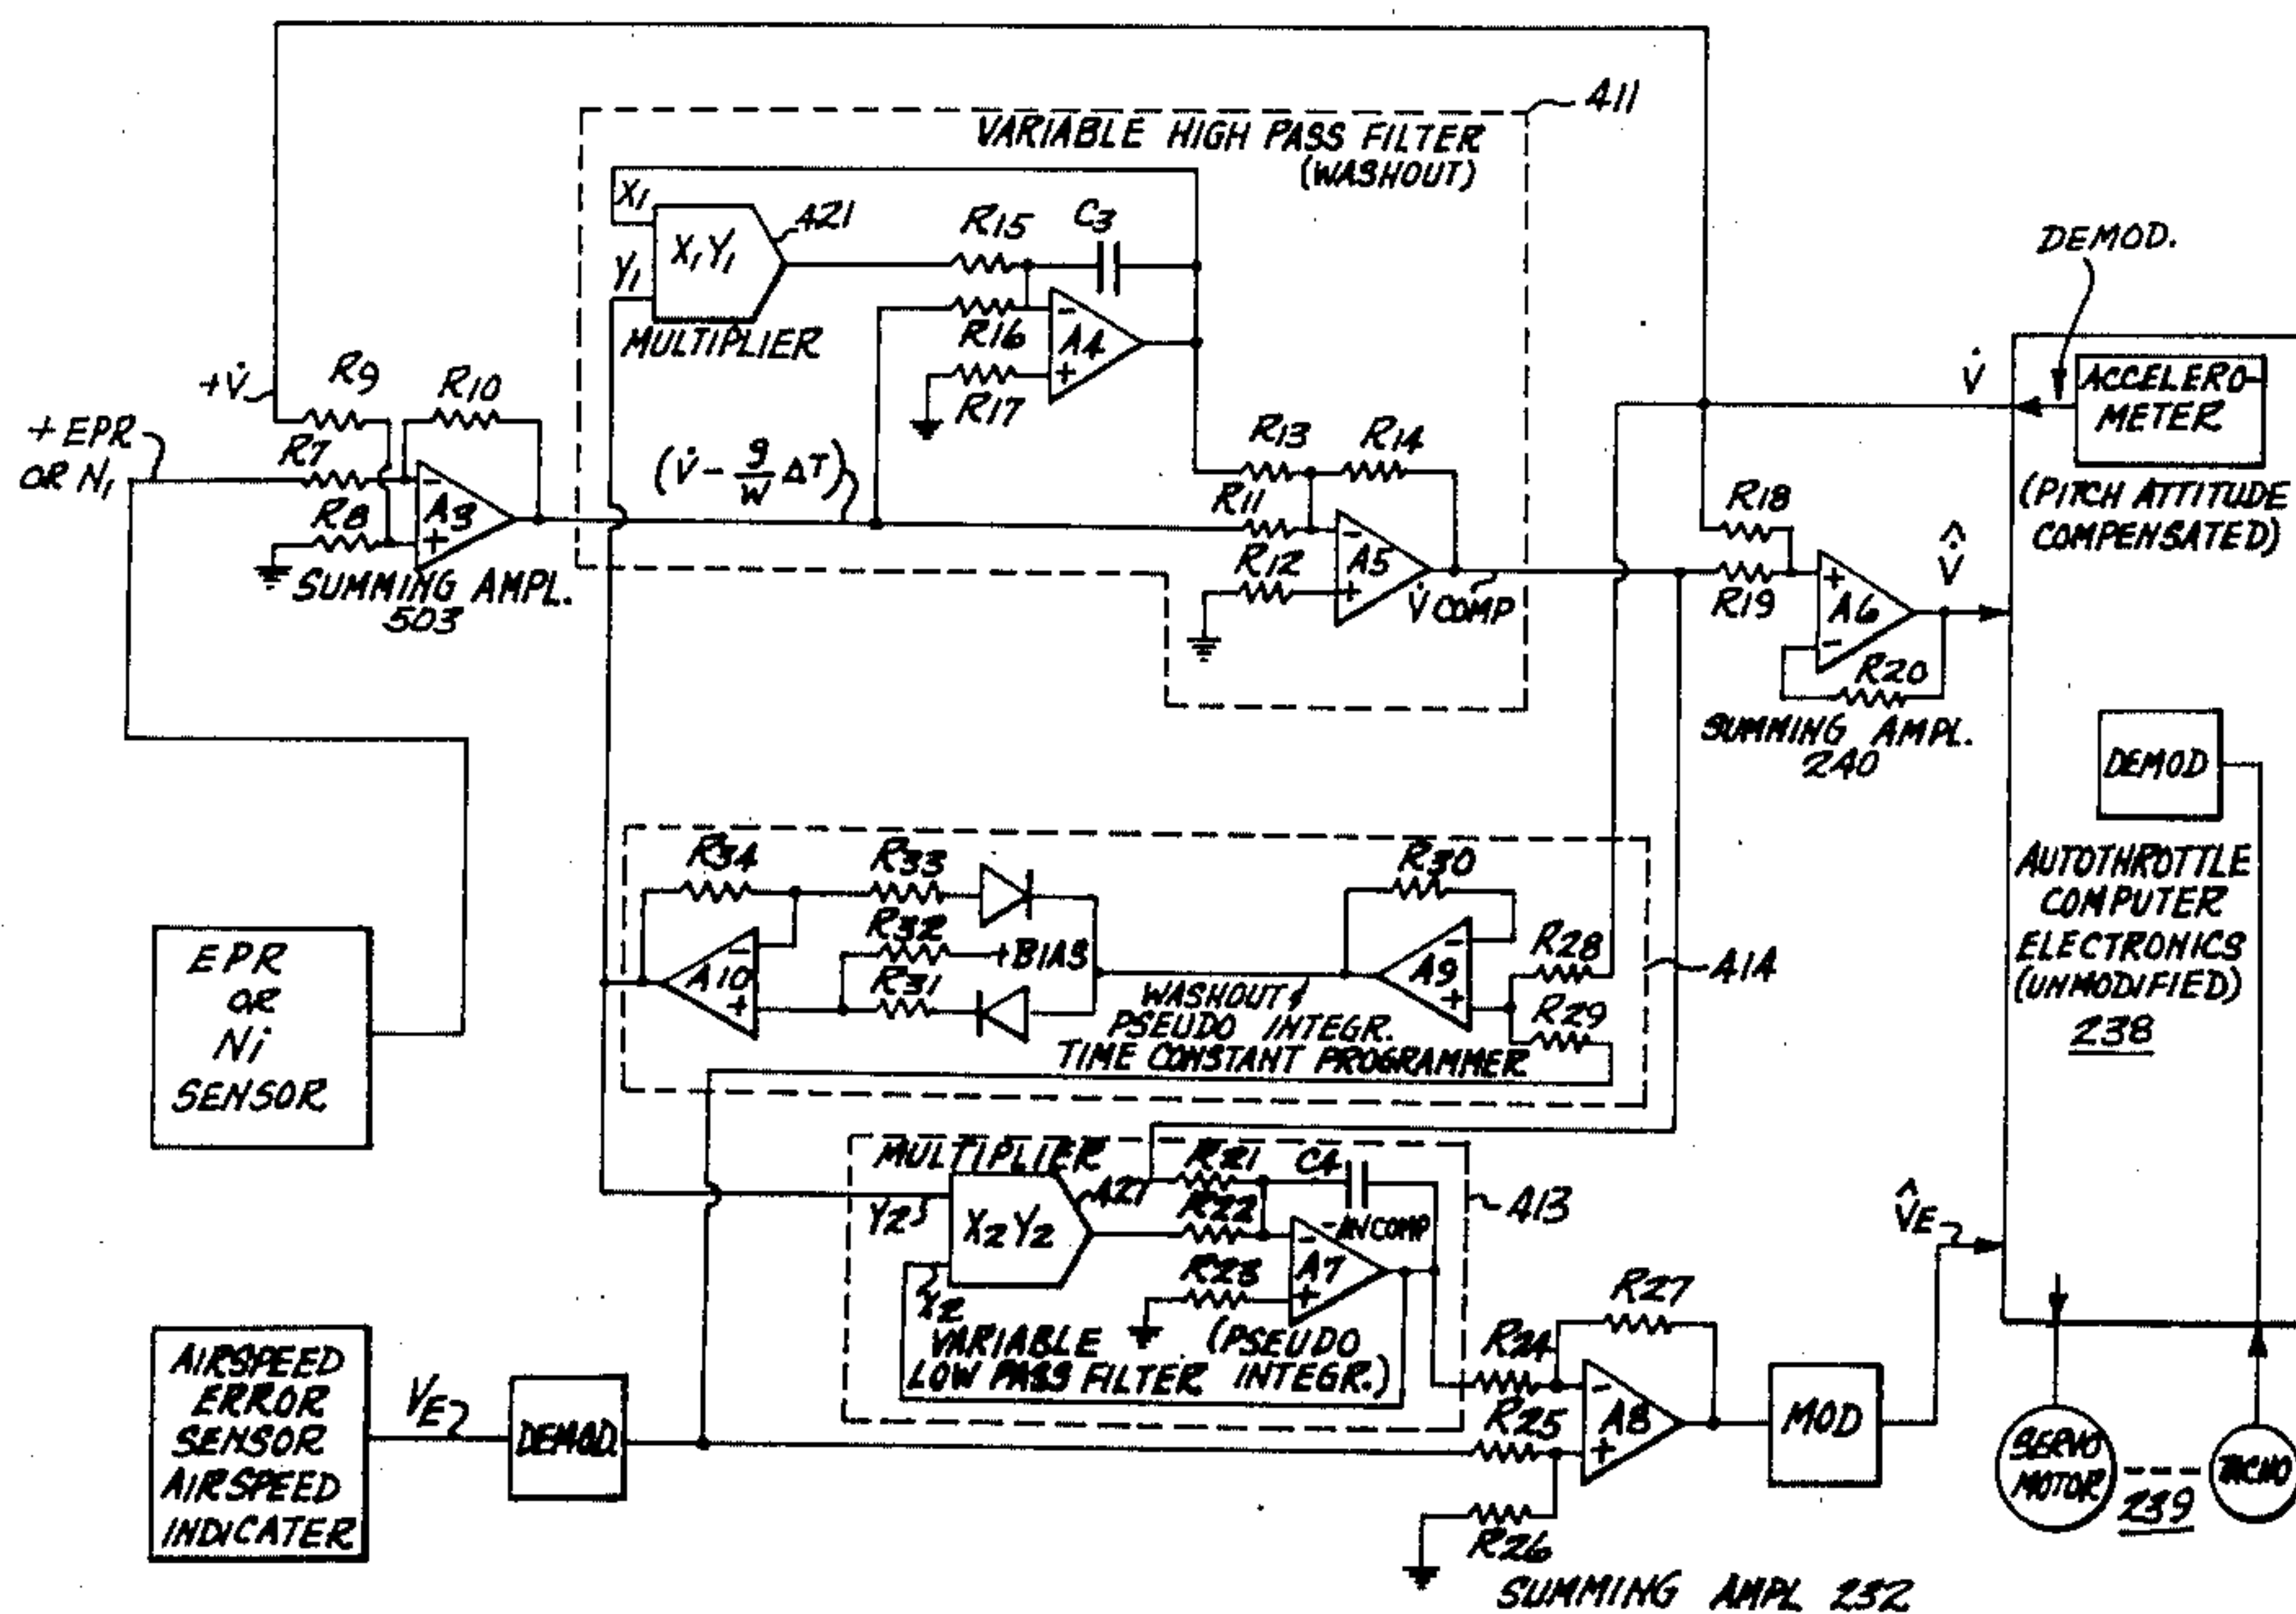 411
VARIABLE HIGH PASS FILTER
(WASHOUT)
X1
Y1
X1Y1
421
MULTIPLIER
R15
C3
R16
A4
-
+
R17
DEMOD.
V̇
ACCELERO-
METER
(PITCH ATTITUDE
COMPENSATED)
+V̇
R9
R10
+EPR
OR N1
R7
R8
A3
-
+
SUMMING AMPL.
503
(V̇ - g/W ΔT)
R13
R14
R11
R12
A5
-
+
V̇ COMP
R18
R19
A6
+
-
R20
V̇̂
SUMMING AMPL.
240
DEMOD
AUTOTHROTTLE
COMPUTER
ELECTRONICS
(UNMODIFIED)
238
EPR
OR
Ni
SENSOR
R34
R33
R32
+BIAS
R31
A10
-
+
R30
A9
-
+
R28
R29
414
WASHOUT &
PSEUDO INTEGR.
TIME CONSTANT PROGRAMMER
MULTIPLIER
427
Y2
X2
X2Y2
R21
C4
R22
R23
A7
-
+
413
VARIABLE
LOW PASS FILTER
(PSEUDO
INTEGR.)
V̂E
AIRSPEED
ERROR
SENSOR
AIRSPEED
INDICATER
VE
DEMOD.
R24
R25
R26
R27
A8
-
+
MOD
SUMMING AMPL 232
SERVO
MOTOR
239
TACHO